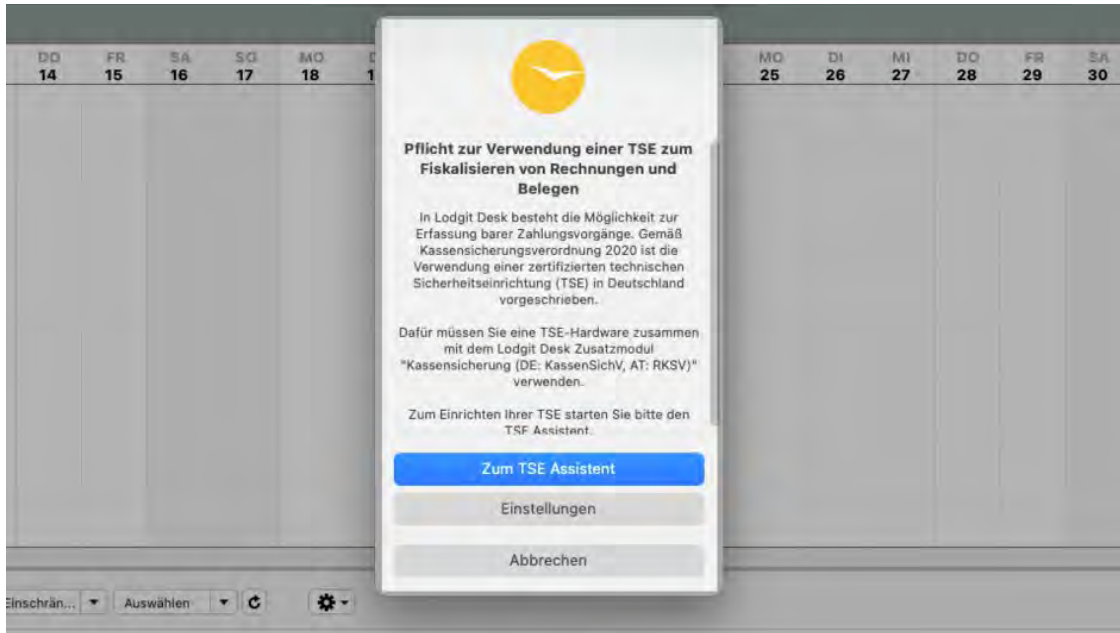 DO FR SA SO MO
14 15 16 17 18
MO DI MI DO FR SA
25 26 27 28 29 30
Pflicht zur Verwendung einer TSE zum
Fiskalisieren von Rechnungen und
Belegen
In Lodgit Desk besteht die Möglichkeit zur
Erfassung barer Zahlungsvorgänge. Gemäß
Kassensicherungsverordnung 2020 ist die
Verwendung einer zertifizierten technischen
Sicherheitseinrichtung (TSE) in Deutschland
vorgeschrieben.
Dafür müssen Sie eine TSE-Hardware zusammen
mit dem Lodgit Desk Zusatzmodul
"Kassensicherung (DE: KassenSichV, AT: RKSV)"
verwenden.
Zum Einrichten Ihrer TSE starten Sie bitte den
TSE Assistent.
Zum TSE Assistent
Einstellungen
Abbrechen
Einschrän... Auswählen